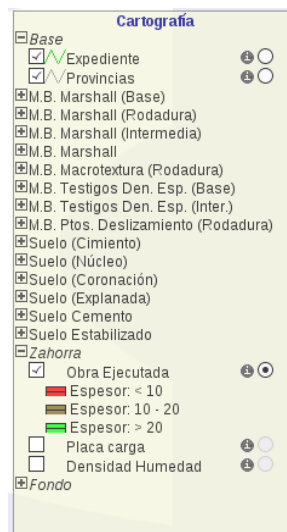 Cartografía
Base
Expediente
Provincias
M.B. Marshall (Base)
M.B. Marshall (Rodadura)
M.B. Marshall (Intermedia)
M.B. Marshall
M.B. Macrotextura (Rodadura)
M.B. Testigos Den. Esp. (Base)
M.B. Testigos Den. Esp. (Inter.)
M.B. Ptos. Deslizamiento (Rodadura)
Suelo (Cimiento)
Suelo (Núcleo)
Suelo (Coronación)
Suelo (Explanada)
Suelo Cemento
Suelo Estabilizado
Zahorra
Obra Ejecutada
Espesor: < 10
Espesor: 10 - 20
Espesor: > 20
Placa carga
Densidad Humedad
Fondo